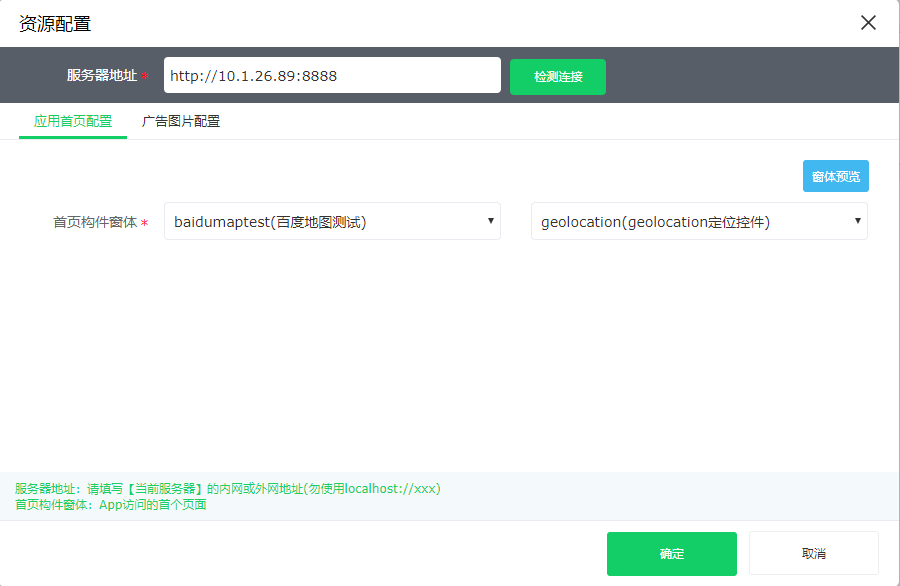 资源配置
服务器地址 * http://10.1.26.89:8888 检测连接
应用首页配置 广告图片配置
窗体预览
首页构件窗体 * baidumaptest(百度地图测试) geolocation(geolocation定位控件)
服务器地址：请填写【当前服务器】的内网或外网地址(勿使用localhost://xxx)
首页构件窗体：App访问的首个页面
确定 取消